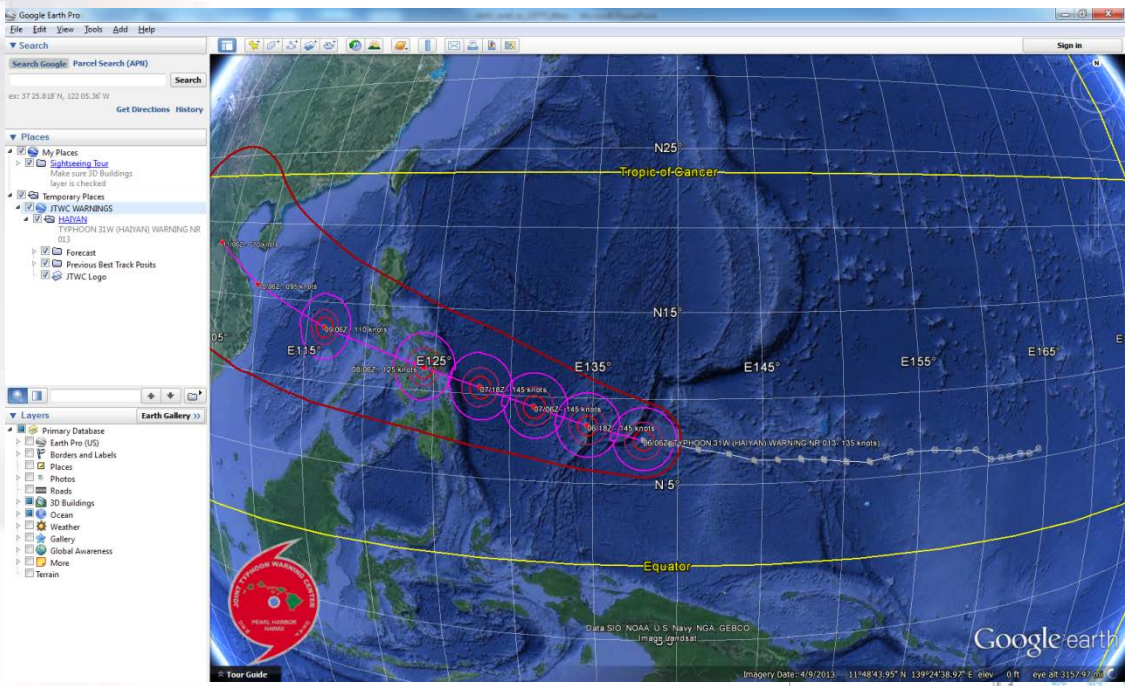 Google Earth Pro
File Edit View Tools Add Help
▼ Search
Search Google Parcel Search (APN)
Search
ex: 37 25.818' N, 122 05.36' W
Get Directions History
▼ Places
My Places
Sightseeing Tour
Make sure 3D Buildings
layer is checked
Temporary Places
JTWC WARNINGS
HAIYAN
TYPHOON 31W (HAIYAN) WARNING NR
013
Forecast
Previous Best Track Posits
JTWC Logo
▼ Layers
Earth Gallery >>
Primary Database
Earth Pro (US)
Borders and Labels
Places
Photos
Roads
3D Buildings
Ocean
Weather
Gallery
Global Awareness
More
Terrain
Sign in
N
N25°
Tropic of Cancer
N15°
05°
E115°
E125°
E135°
E145°
E155°
E165°
E
09/06Z - 110 knots
08/06Z - 125 knots
07/18Z - 145 knots
07/06Z - 145 knots
06/18Z - 145 knots
06/06Z TYPHOON 31W (HAIYAN) WARNING NR 013- 135 knots)
N 5°
Equator
JOINT TYPHOON WARNING CENTER
PEARL HARBOR
HAWAII
Data SIO, NOAA, U.S. Navy, NGA, GEBCO
Image Landsat
Google earth
Tour Guide
Imagery Date: 4/9/2013 11°48'43.95" N 139°24'38.97" E elev 0 ft eye alt 3157.97 mi